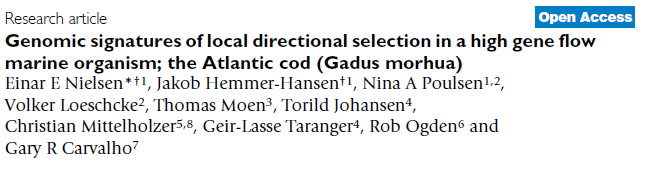 Research article
Open Access
Genomic signatures of local directional selection in a high gene flow
marine organism; the Atlantic cod (Gadus morhua)
Einar E Nielsen*†1, Jakob Hemmer-Hansen†1, Nina A Poulsen1,2,
Volker Loeschcke2, Thomas Moen3, Torild Johansen4,
Christian Mittelholzer5,8, Geir-Lasse Taranger4, Rob Ogden6 and
Gary R Carvalho7